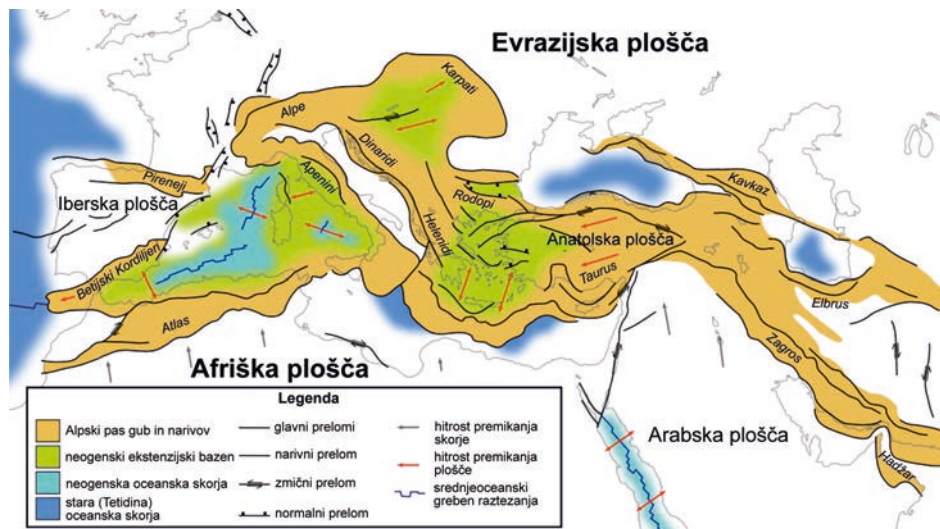 Evrazijska plošča
Karpati
Alpe
Dinaridi
Kavkaz
Pireneji
Apenini
Rodopi
Iberska plošča
Helenidi
Anatolska plošča
Betijski Kordiljeri
Taurus
Elbrus
Atlas
Zagros
Afriška plošča
Arabska plošča
Hadžar
Legenda
Alpski pas gub in narivov
neogenski ekstenzijski bazen
neogenska oceanska skorja
stara (Tetidina)
oceanska skorja
glavni prelomi
narivni prelom
zmični prelom
normalni prelom
hitrost premikanja
skorje
hitrost premikanja
plošče
srednjeoceanski
greben raztezanja